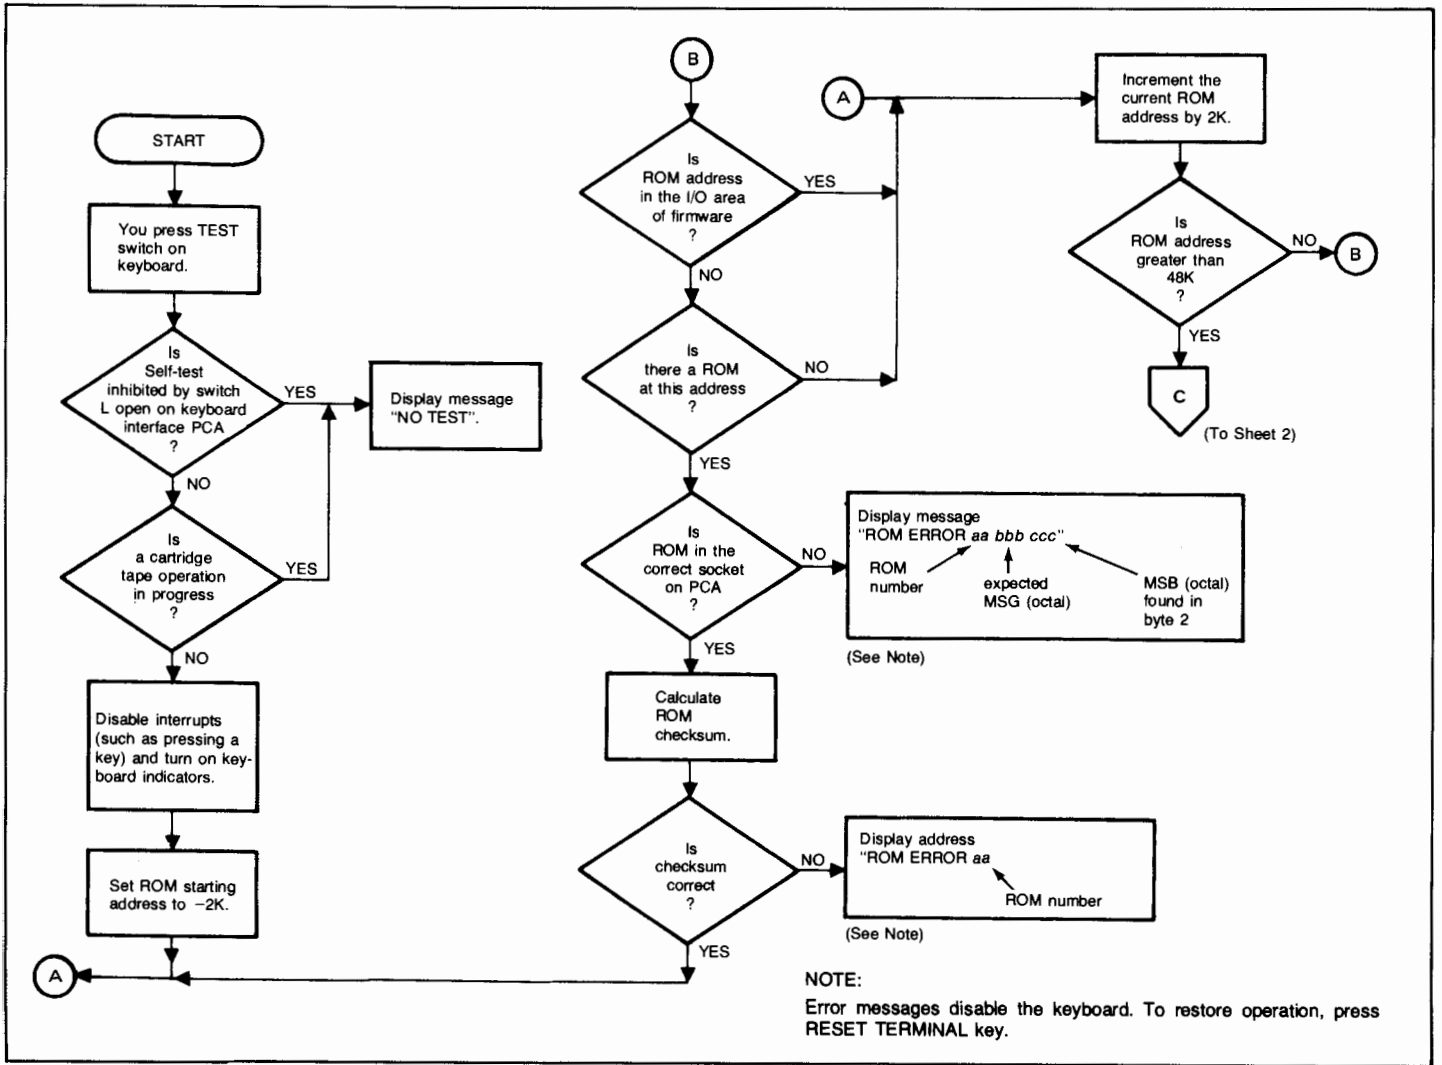 START
You press TEST
switch on
keyboard.
Is
Self-test
inhibited by switch
L open on keyboard
interface PCA
?
YES
NO
Display message
"NO TEST".
Is
a cartridge
tape operation
in progress
?
YES
NO
Disable interrupts
(such as pressing a
key) and turn on key-
board indicators.
Set ROM starting
address to −2K.
A
B
Is
ROM address
in the I/O area
of firmware
?
YES
NO
Is
there a ROM
at this address
?
NO
YES
Is
ROM in the
correct socket
on PCA
?
NO
YES
Display message
"ROM ERROR aa bbb ccc"
ROM
number
expected
MSG (octal)
MSB (octal)
found in
byte 2
(See Note)
Calculate
ROM
checksum.
Is
checksum
correct
?
NO
YES
Display address
"ROM ERROR aa
ROM number
(See Note)
A
Increment the
current ROM
address by 2K.
Is
ROM address
greater than
48K
?
NO
B
YES
C
(To Sheet 2)
NOTE:
Error messages disable the keyboard. To restore operation, press
RESET TERMINAL key.